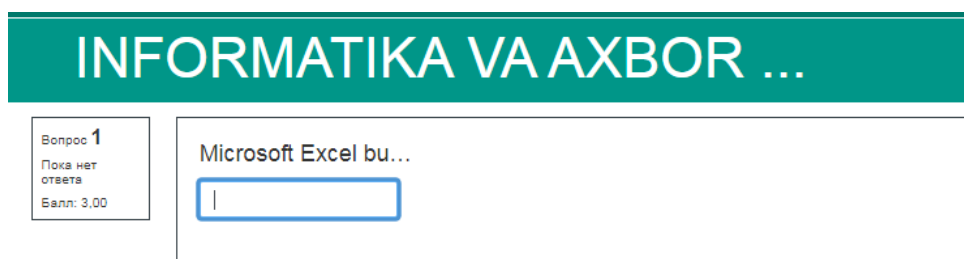 INFORMATIKA VA AXBOR ...
Вопрос 1
Пока нет
ответа
Балл: 3,00
Microsoft Excel bu...